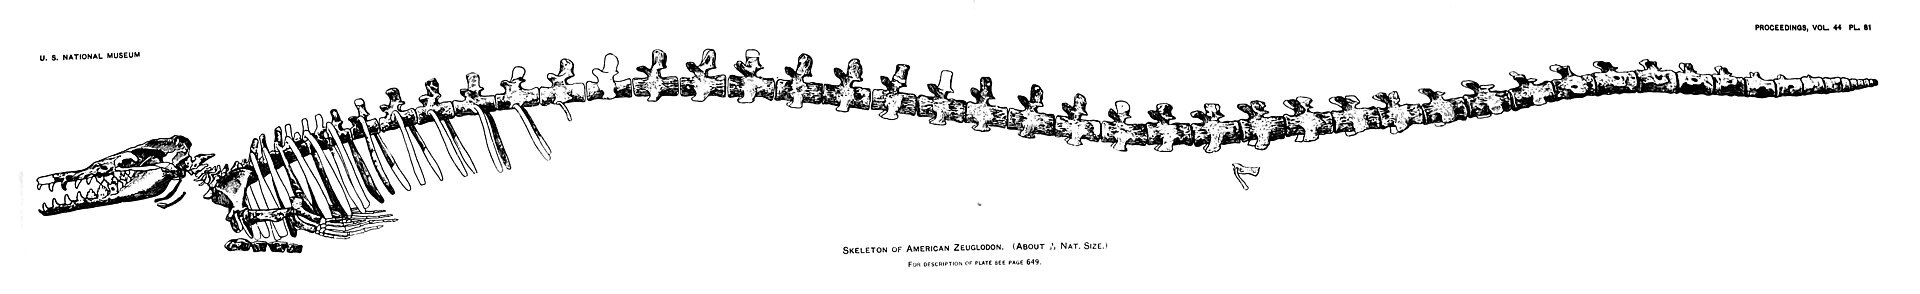 U. S. NATIONAL MUSEUM
PROCEEDINGS, VOL. 44 PL. 81
SKELETON OF AMERICAN ZEUGLODON. (ABOUT NAT. SIZE.)
FOR DESCRIPTION OF PLATE SEE PAGE 649.